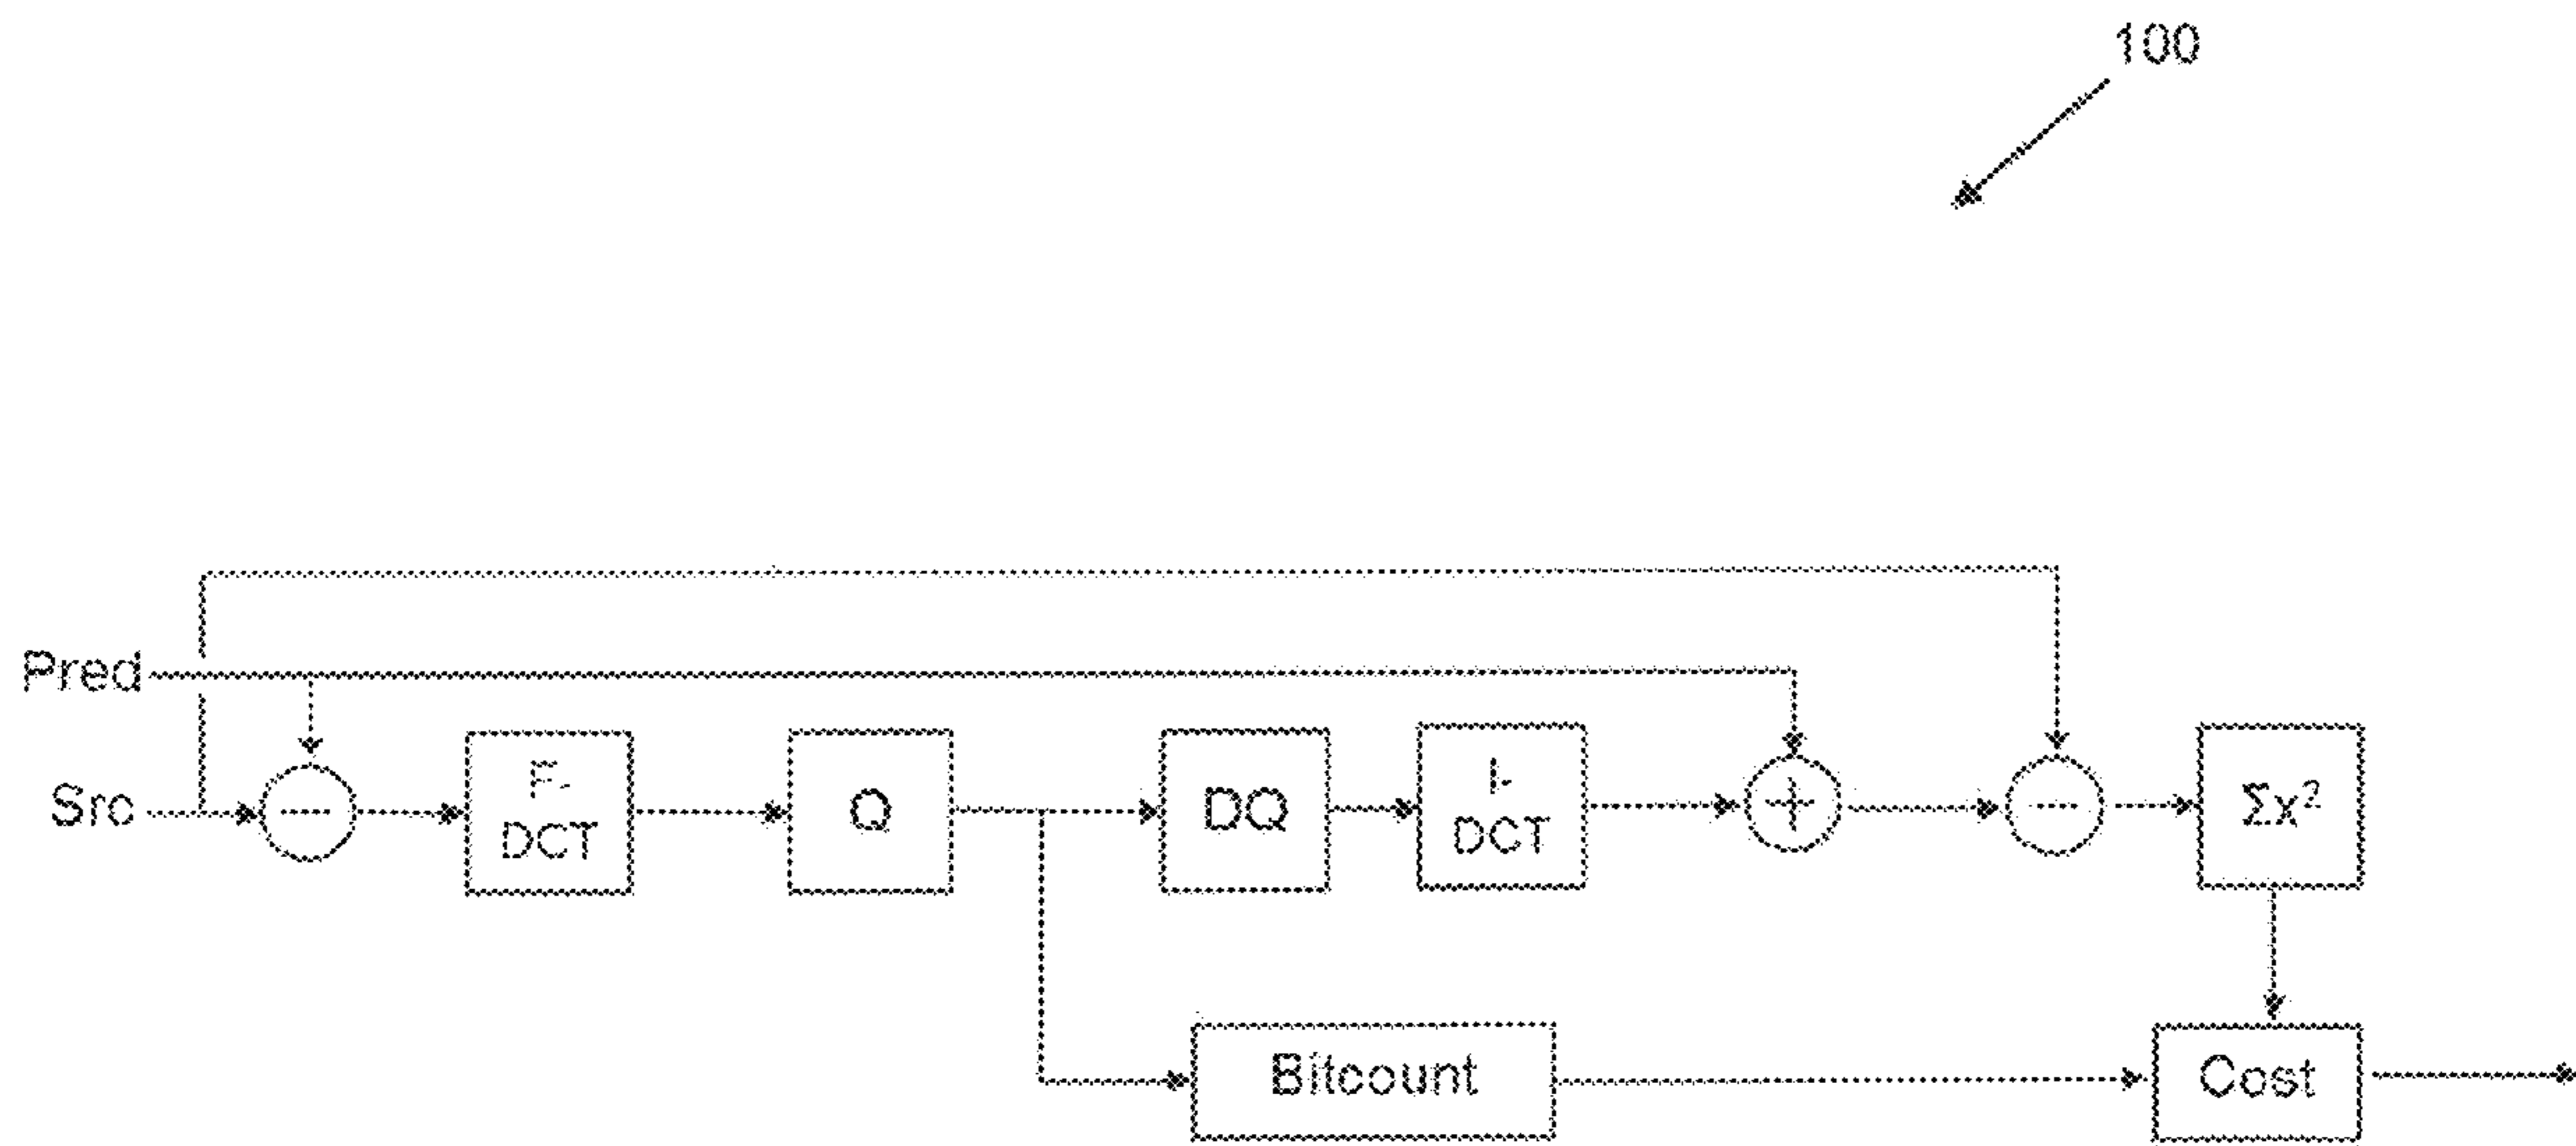 100
Pred
Src
−
F-
DCT
Q
DQ
I-
DCT
+
−
Σx²
Bitcount
Cost